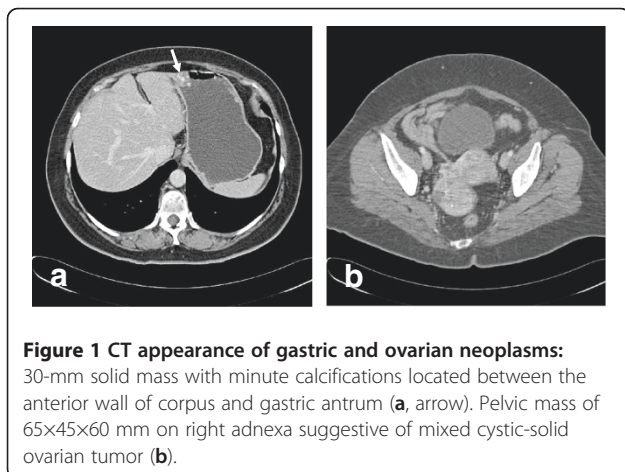 a
b
Figure 1 CT appearance of gastric and ovarian neoplasms:
30-mm solid mass with minute calcifications located between the
anterior wall of corpus and gastric antrum (a, arrow). Pelvic mass of
65×45×60 mm on right adnexa suggestive of mixed cystic-solid
ovarian tumor (b).